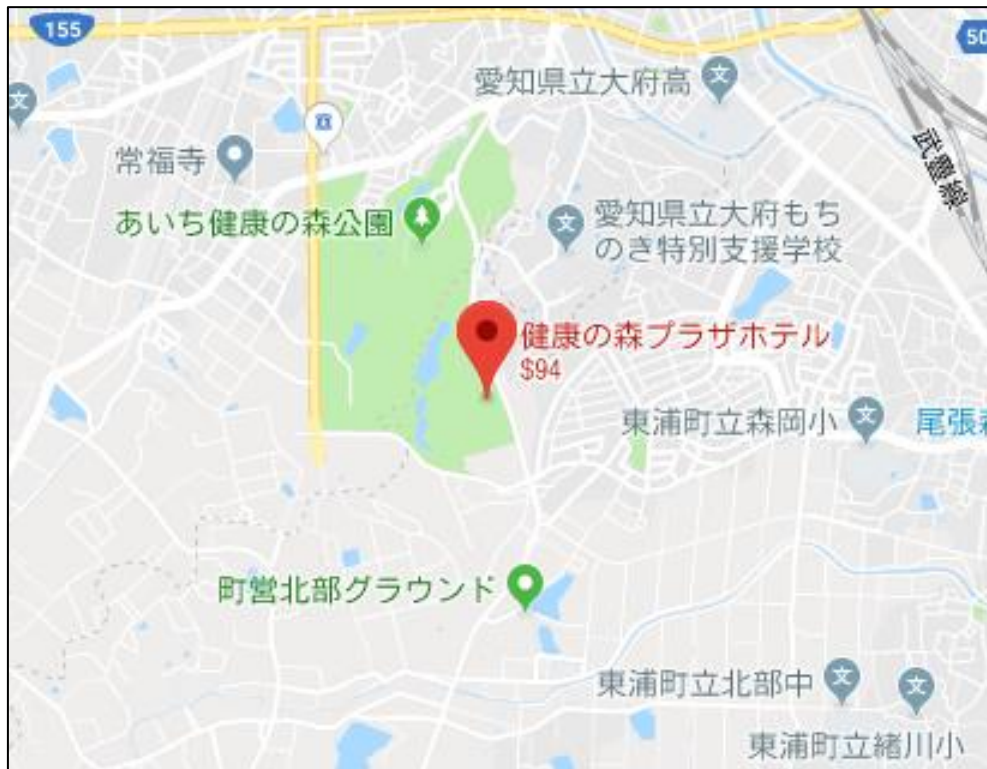 155
50
愛知県立大府高
武豊線
常福寺
あいち健康の森公園
愛知県立大府もち
のき特別支援学校
健康の森プラザホテル
$94
東浦町立森岡小
尾張森
町営北部グラウンド
東浦町立北部中
東浦町立緒川小